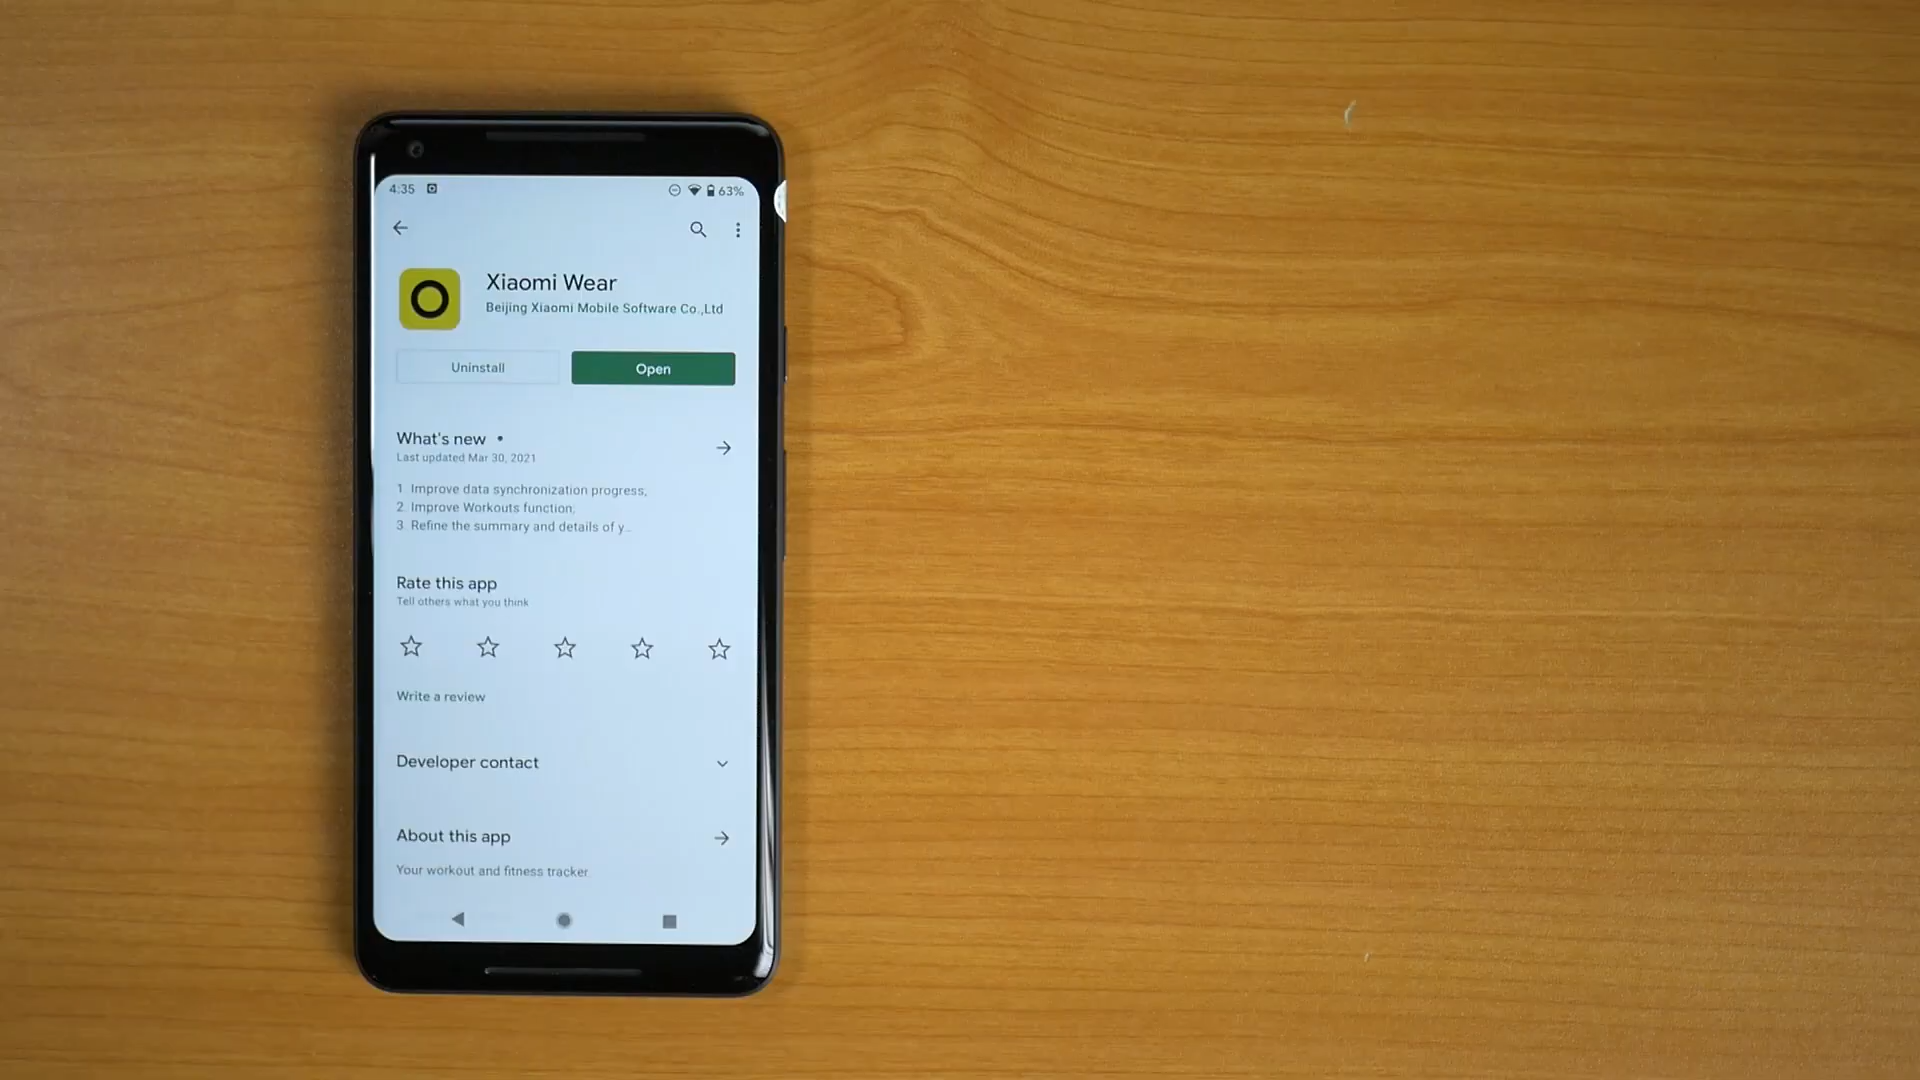 4:35 63%
Xiaomi Wear
Beijing Xiaomi Mobile Software Co.,Ltd
Uninstall Open
What's new •
Last updated Mar 30, 2021
1. Improve data synchronization progress,
2. Improve Workouts function,
3. Refine the summary and details of y...
Rate this app
Tell others what you think
Write a review
Developer contact
About this app
Your workout and fitness tracker